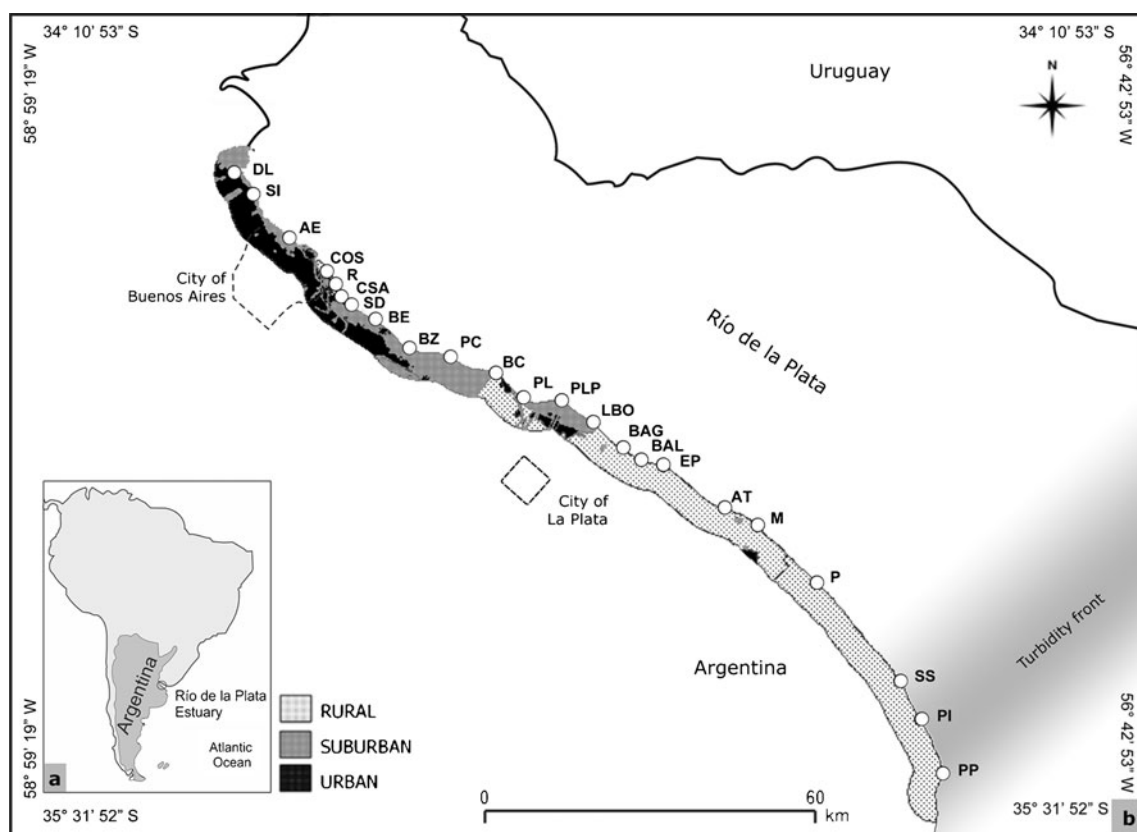 34° 10' 53" S
34° 10' 53" S
58° 59' 19" W
56° 42' 53" W
N
Uruguay
DL
SI
AE
City of
Buenos Aires
COS
R
CSA
SD
BE
BZ
PC
BC
PL
PLP
LBO
BAG
BAL
EP
Río de la Plata
City of
La Plata
AT
M
P
Turbidity front
Argentina
SS
PI
PP
Argentina
Río de la Plata
Estuary
Atlantic
Ocean
a
RURAL
SUBURBAN
URBAN
58° 59' 19" W
56° 42' 53" W
0
60
km
35° 31' 52" S
35° 31' 52" S
b